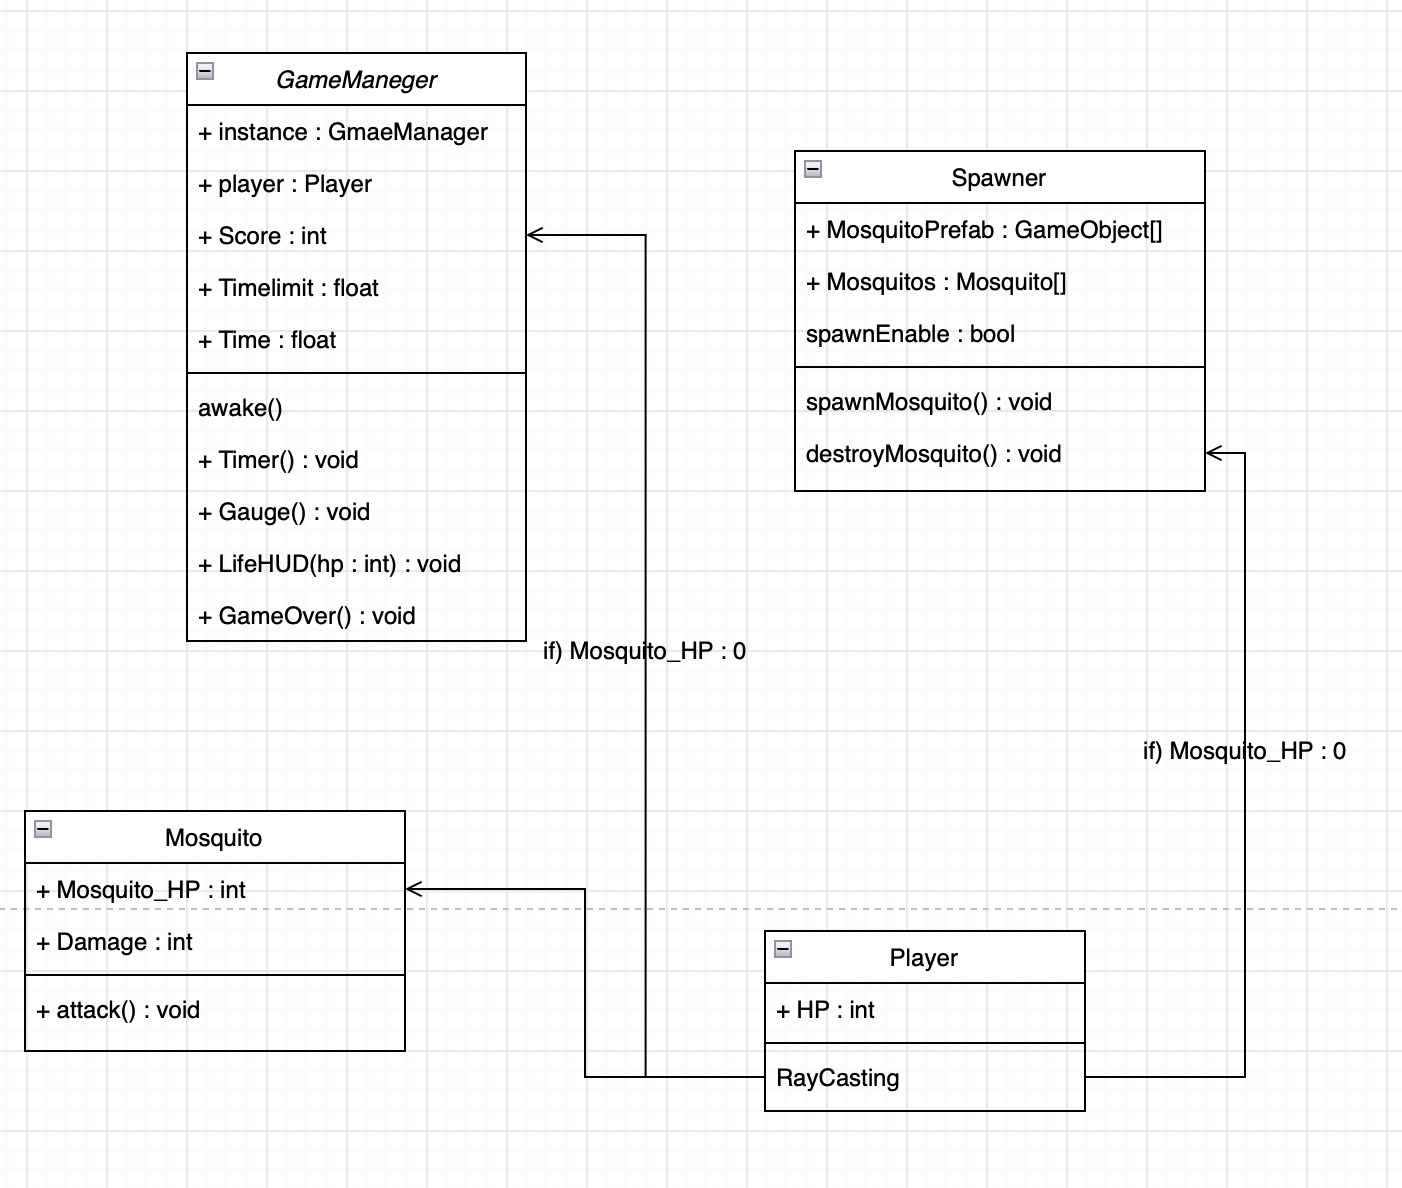 GameManeger
+ instance : GmaeManager
+ player : Player
+ Score : int
+ Timelimit : float
+ Time : float
awake()
+ Timer() : void
+ Gauge() : void
+ LifeHUD(hp : int) : void
+ GameOver() : void
Spawner
+ MosquitoPrefab : GameObject[]
+ Mosquitos : Mosquito[]
spawnEnable : bool
spawnMosquito() : void
destroyMosquito() : void
if) Mosquito_HP : 0
if) Mosquito_HP : 0
Mosquito
+ Mosquito_HP : int
+ Damage : int
+ attack() : void
Player
+ HP : int
RayCasting